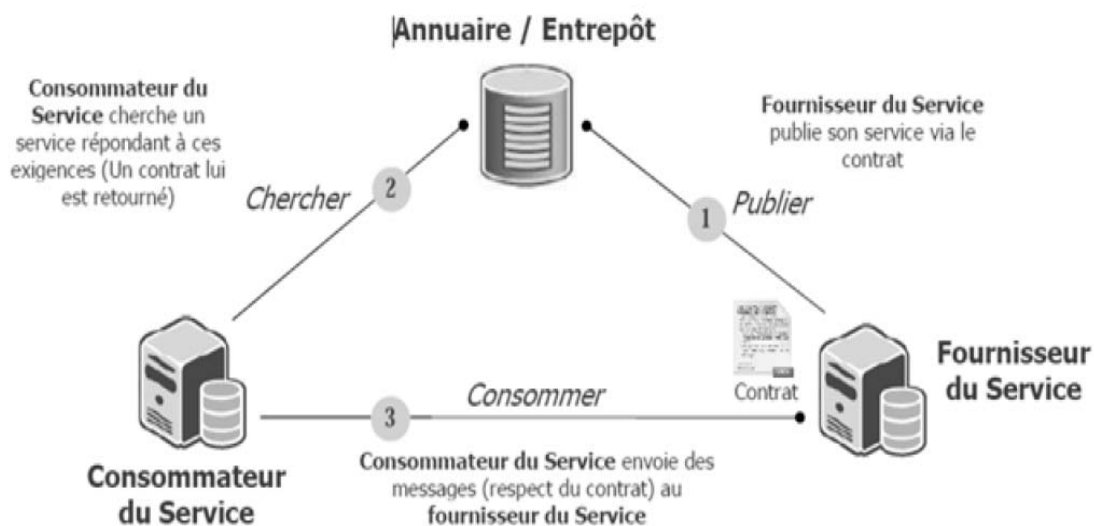 Annuaire / Entrepôt
Consommateur du
Service cherche un
service répondant à ces
exigences (Un contrat lui
est retourné)
Fournisseur du Service
publie son service via le
contrat
Chercher
2
1
Publier
Contrat
Fournisseur
du Service
3
Consommer
Consommateur
du Service
Consommateur du Service envoie des
messages (respect du contrat) au
fournisseur du Service